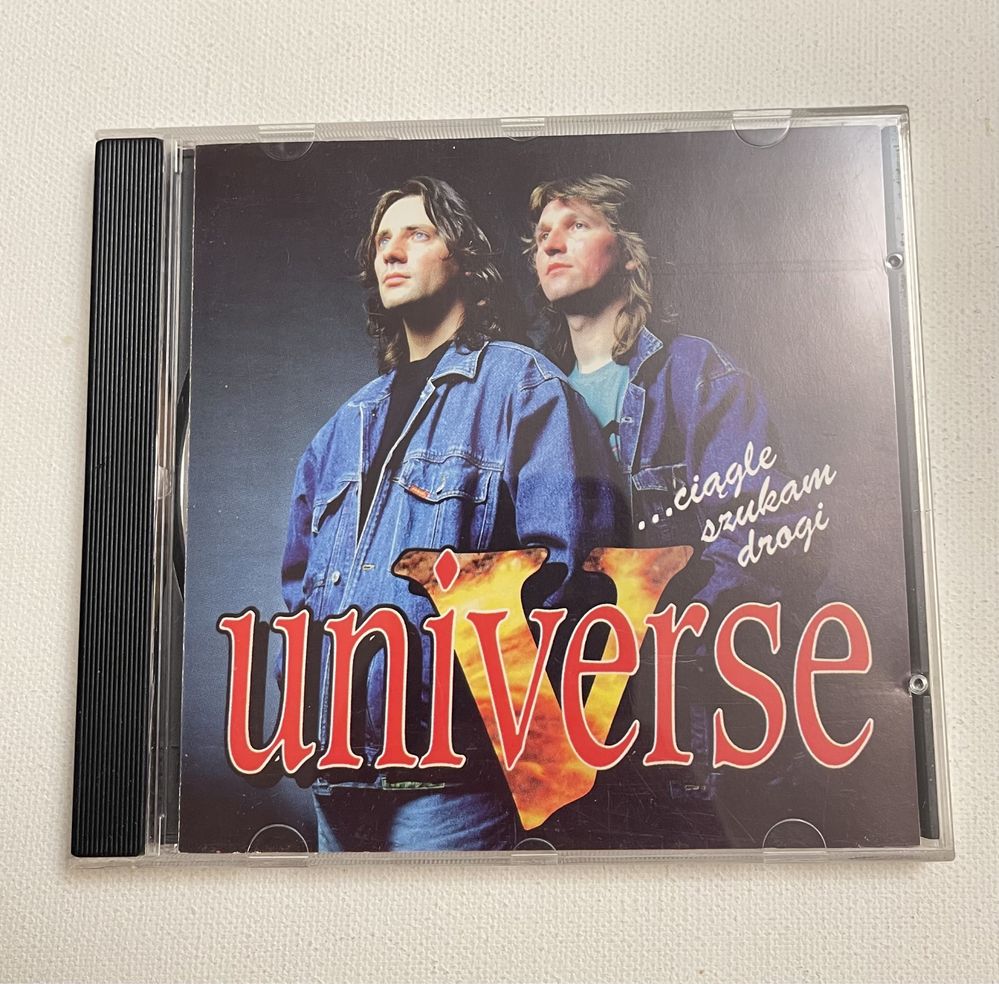 ...ciągle
szukam
drogi
V
universe